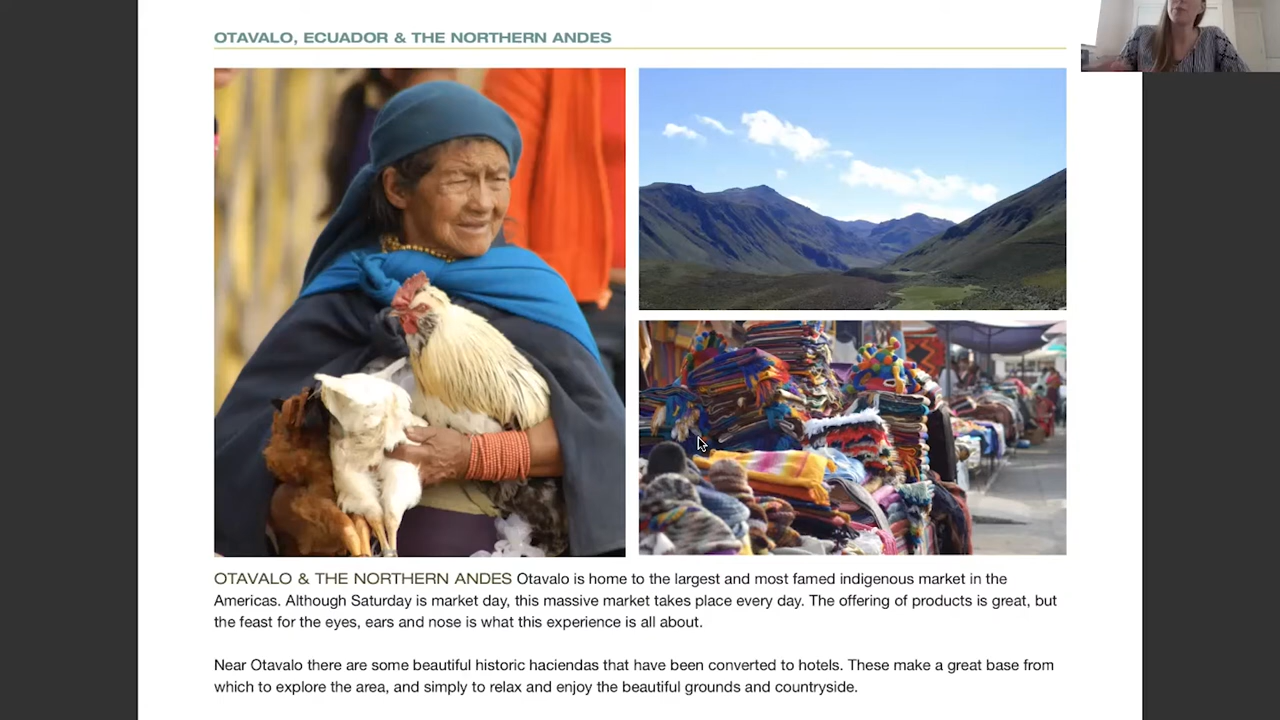 OTAVALO, ECUADOR & THE NORTHERN ANDES
OTAVALO & THE NORTHERN ANDES Otavalo is home to the largest and most famed indigenous market in the
Americas. Although Saturday is market day, this massive market takes place every day. The offering of products is great, but
the feast for the eyes, ears and nose is what this experience is all about.
Near Otavalo there are some beautiful historic haciendas that have been converted to hotels. These make a great base from
which to explore the area, and simply to relax and enjoy the beautiful grounds and countryside.